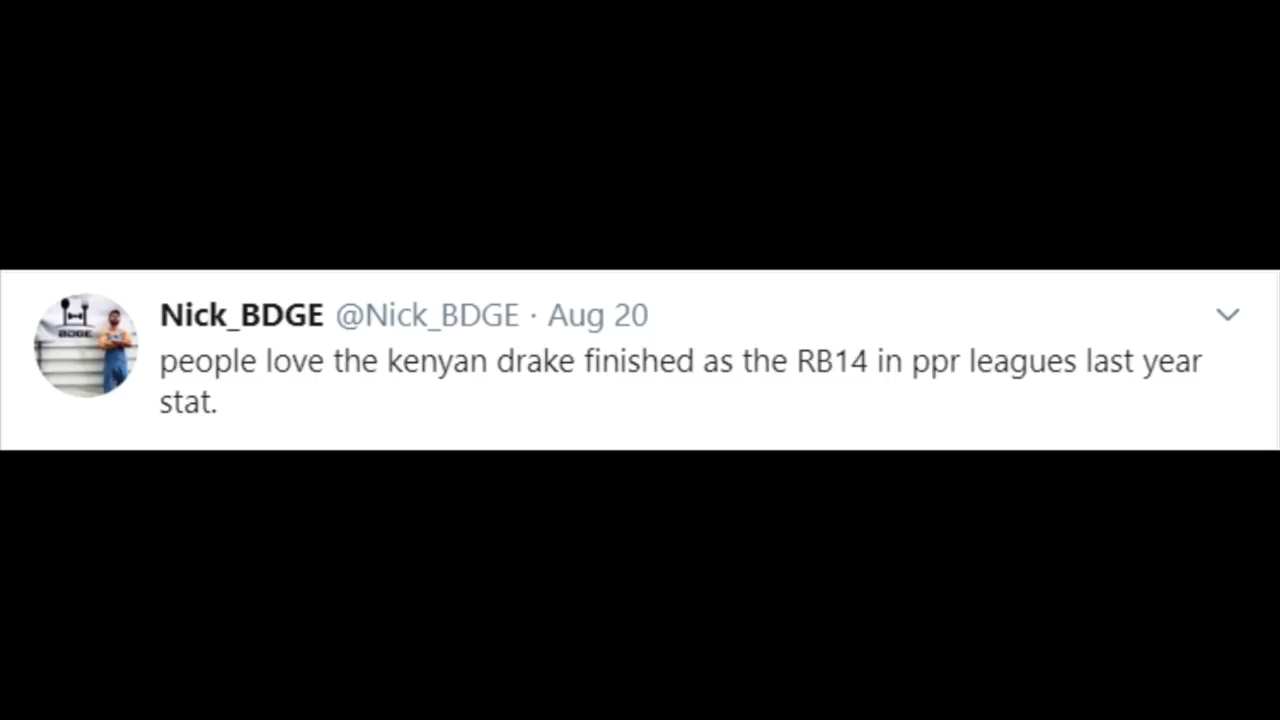 Nick_BDGE @Nick_BDGE · Aug 20
people love the kenyan drake finished as the RB14 in ppr leagues last year
stat.
BDGE